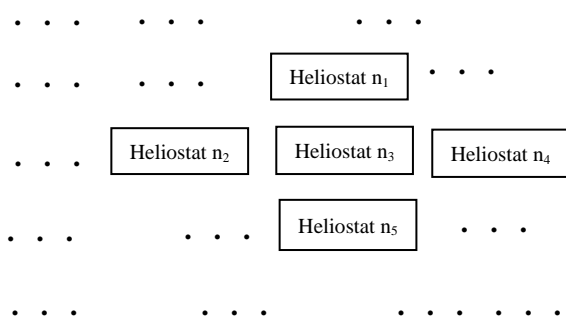 . . . . . . . . .
. . . . . . Heliostat n₁ . . .
. . . Heliostat n₂ Heliostat n₃ Heliostat n₄
. . . . . . Heliostat n₅ . . .
. . . . . . . . . . . .